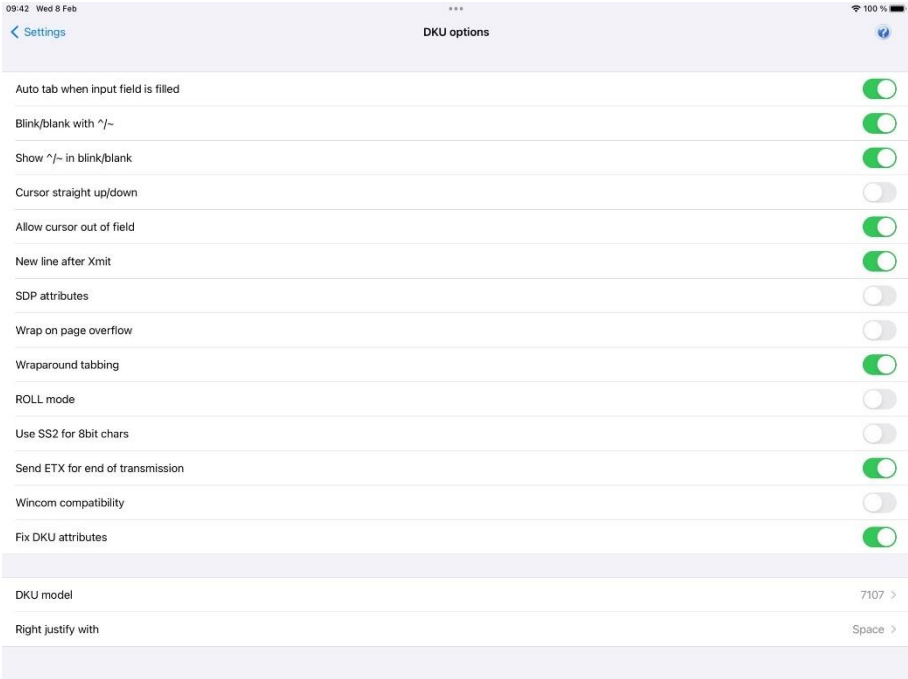 09:42 Wed 8 Feb 100 %
Settings DKU options ?
Auto tab when input field is filled
Blink/blank with ^/~
Show ^/~ in blink/blank
Cursor straight up/down
Allow cursor out of field
New line after Xmit
SDP attributes
Wrap on page overflow
Wraparound tabbing
ROLL mode
Use SS2 for 8bit chars
Send ETX for end of transmission
Wincom compatibility
Fix DKU attributes
DKU model 7107
Right justify with Space